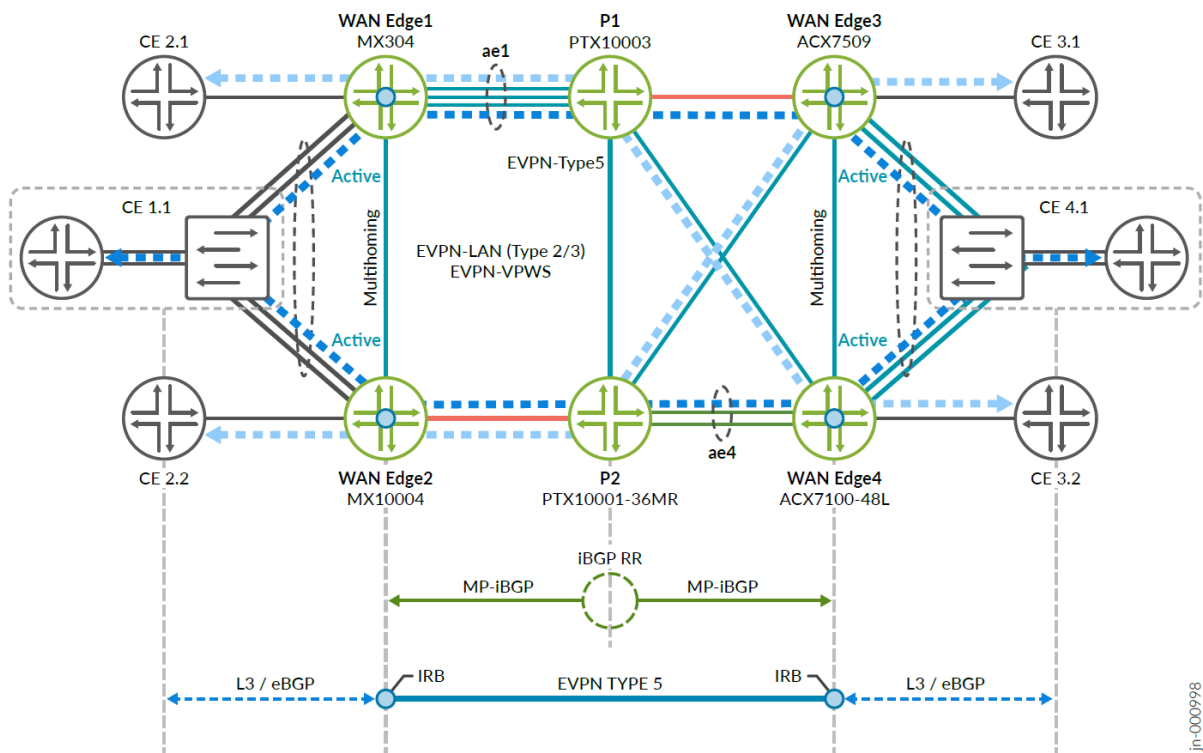 WAN Edge1
MX304
P1
PTX10003
WAN Edge3
ACX7509
CE 2.1
ae1
CE 3.1
EVPN-Type5
Active
Active
CE 1.1
CE 4.1
Multihoming
EVPN-LAN (Type 2/3)
EVPN-VPWS
Multihoming
Active
Active
ae4
CE 2.2
WAN Edge2
MX10004
P2
PTX10001-36MR
WAN Edge4
ACX7100-48L
CE 3.2
iBGP RR
MP-iBGP
MP-iBGP
L3 / eBGP
IRB
EVPN TYPE 5
IRB
L3 / eBGP
jn-000998